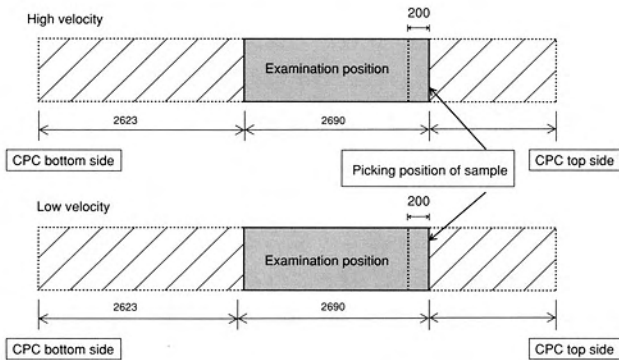 High velocity
200
Examination position
2623
2690
CPC bottom side
CPC top side
Picking position of sample
Low velocity
200
Examination position
2623
2690
CPC bottom side
CPC top side